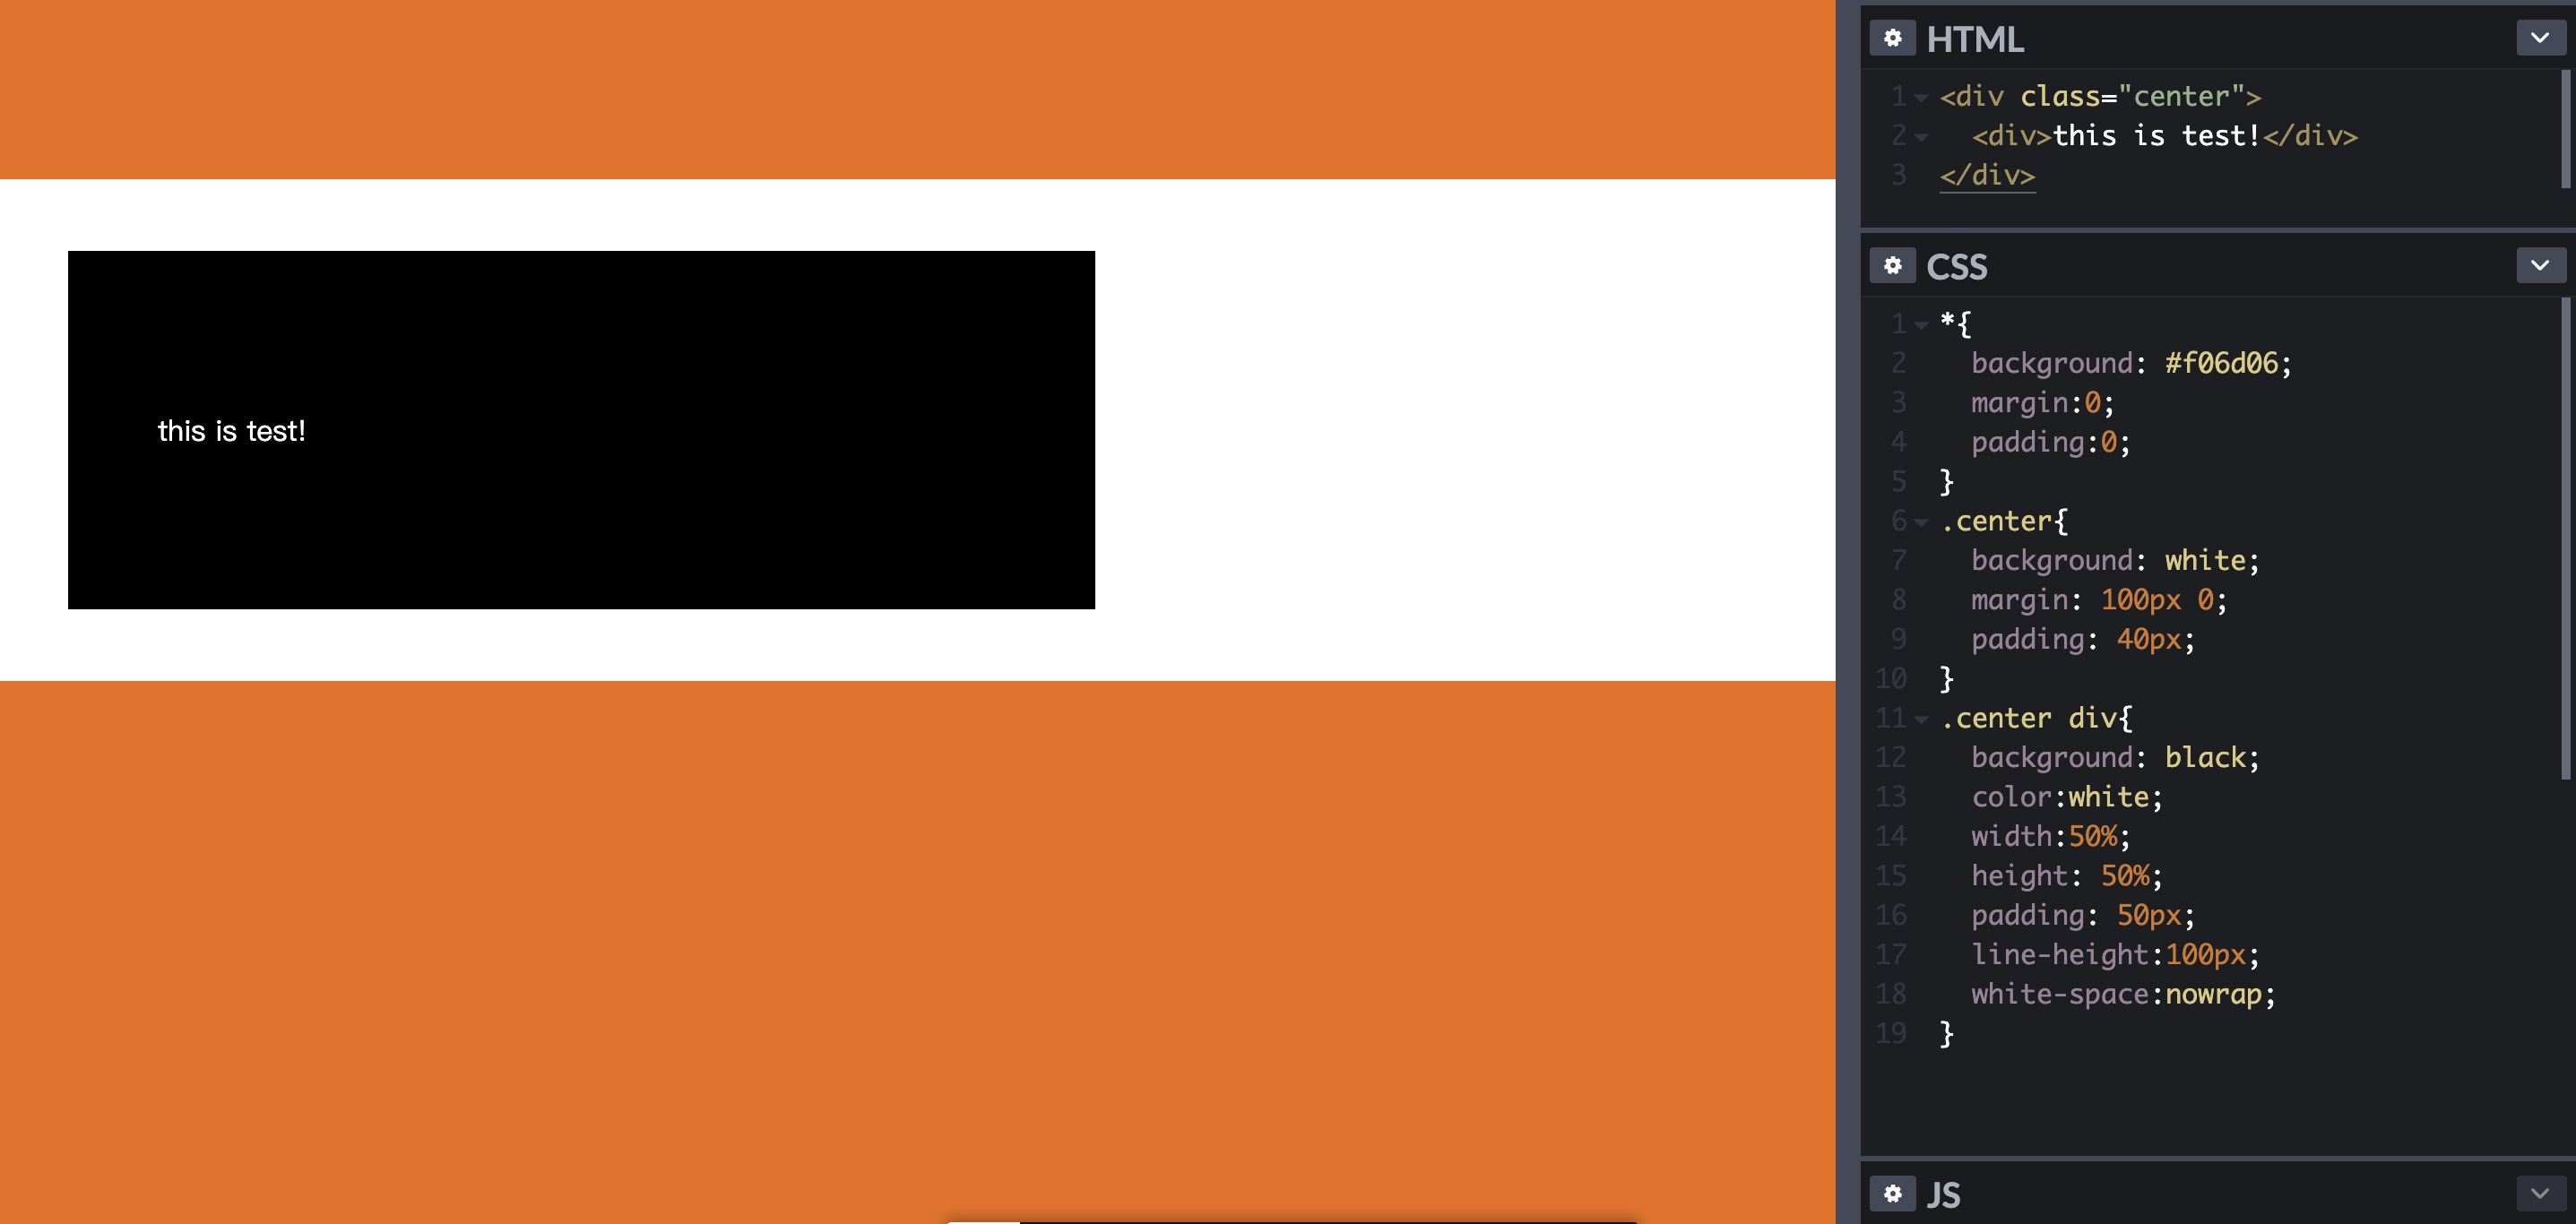 this is test!
HTML
1 <div class="center">
2 <div>this is test!</div>
3 </div>
CSS
1 *{
2 background: #f06d06;
3 margin:0;
4 padding:0;
5 }
6 .center{
7 background: white;
8 margin: 100px 0;
9 padding: 40px;
10 }
11 .center div{
12 background: black;
13 color:white;
14 width:50%;
15 height: 50%;
16 padding: 50px;
17 line-height:100px;
18 white-space:nowrap;
19 }
JS